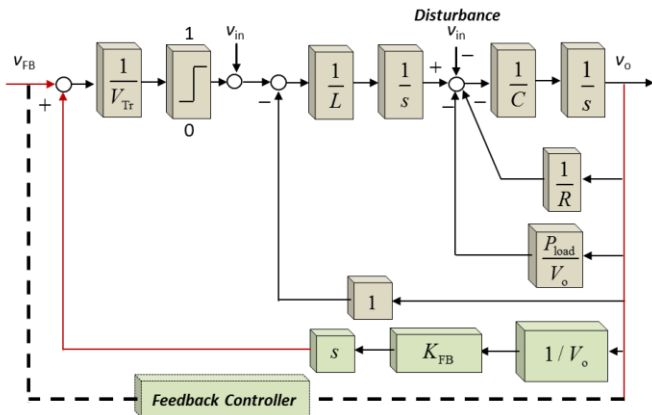 Disturbance
1
v_in
v_in
v_FB
v_o
1/V_Tr
1/L
1/s
1/C
1/s
+
−
+
−
−
−
0
1/R
P_load/V_o
1
s
K_FB
1 / V_o
Feedback Controller